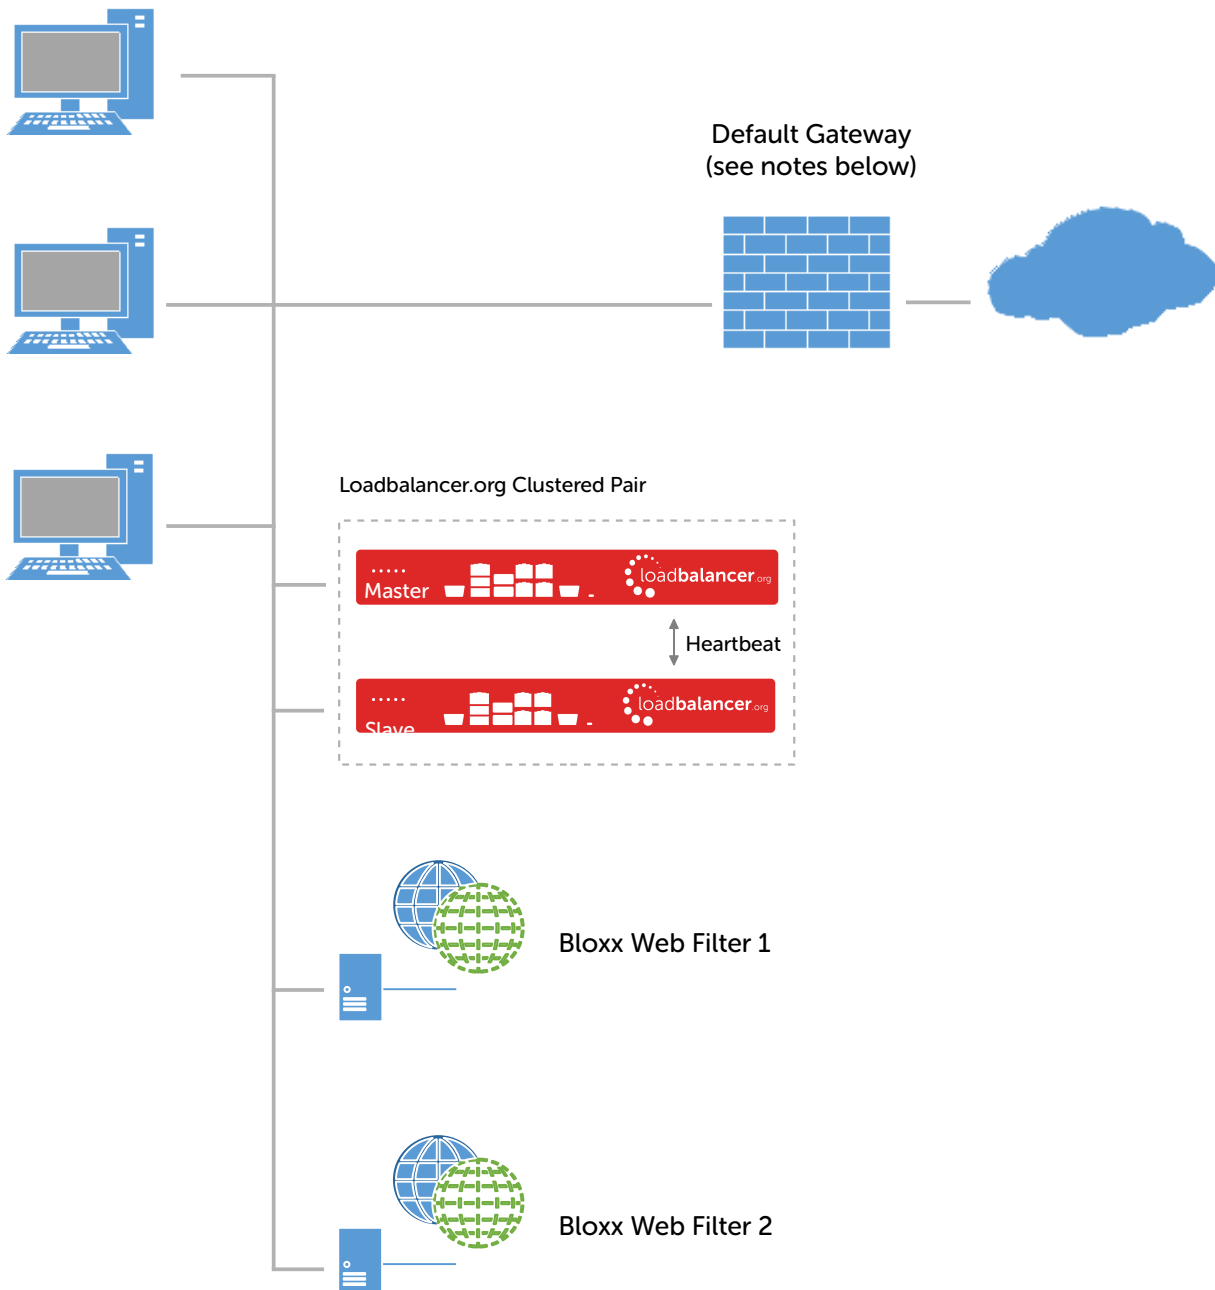 Default Gateway
(see notes below)
Loadbalancer.org Clustered Pair
Master
loadbalancer.org
Heartbeat
Slave
loadbalancer.org
Bloxx Web Filter 1
Bloxx Web Filter 2